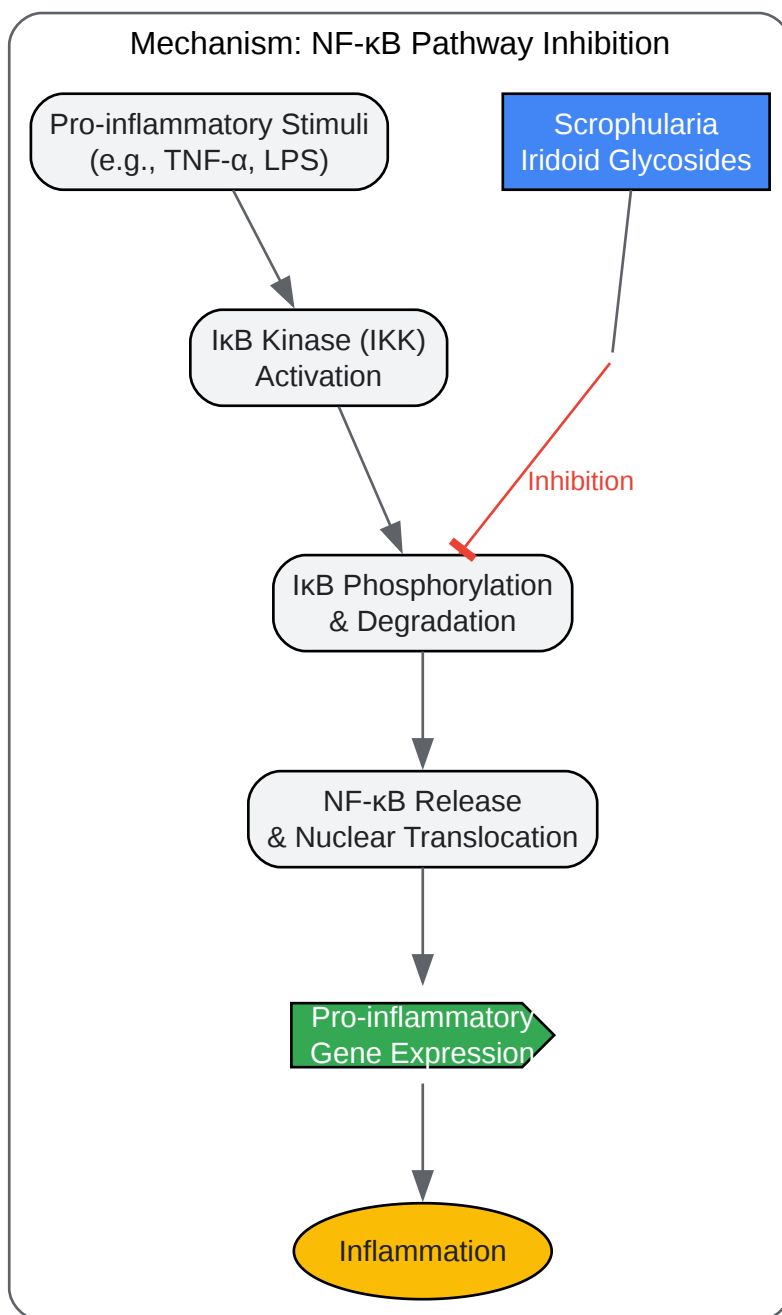 Mechanism: NF-κB Pathway Inhibition
Pro-inflammatory Stimuli
(e.g., TNF-α, LPS)
Scrophularia
Iridoid Glycosides
IκB Kinase (IKK)
Activation
Inhibition
IκB Phosphorylation
& Degradation
NF-κB Release
& Nuclear Translocation
Pro-inflammatory
Gene Expression
Inflammation